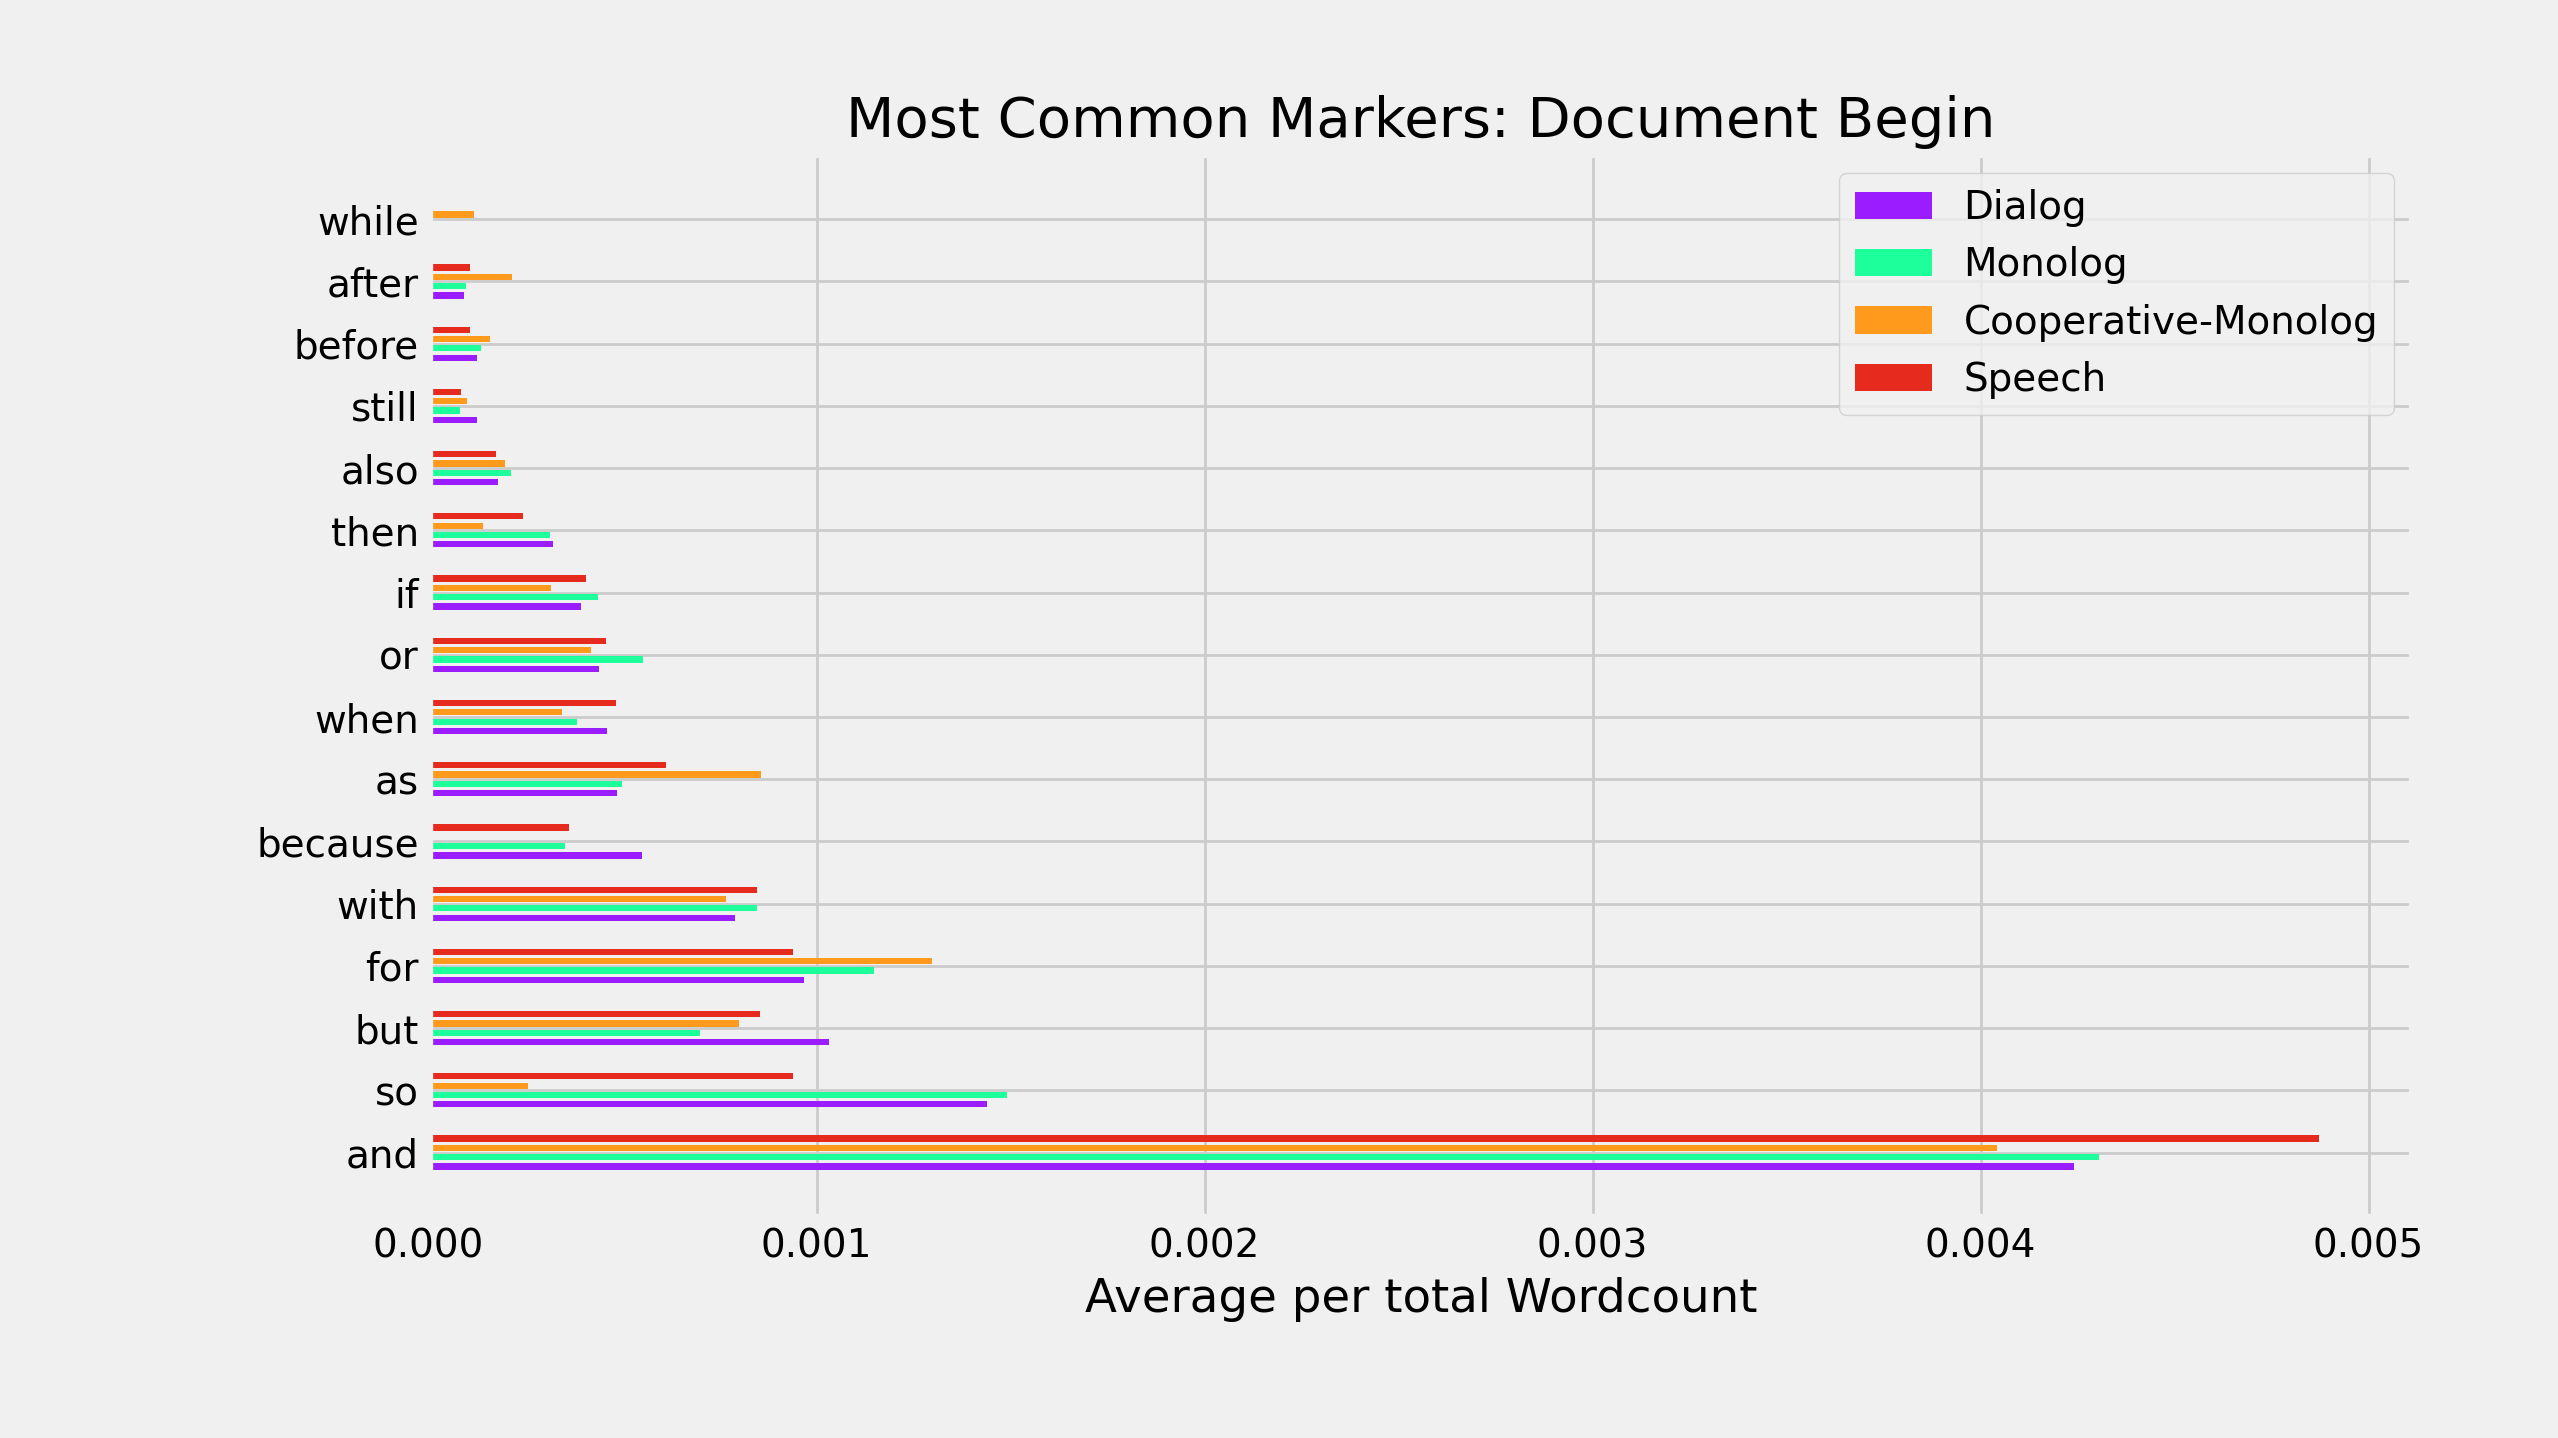 Most Common Markers: Document Begin
while
after
before
still
also
then
if
or
when
as
because
with
for
but
so
and
Dialog
Monolog
Cooperative-Monolog
Speech
0.000 0.001 0.002 0.003 0.004 0.005
Average per total Wordcount